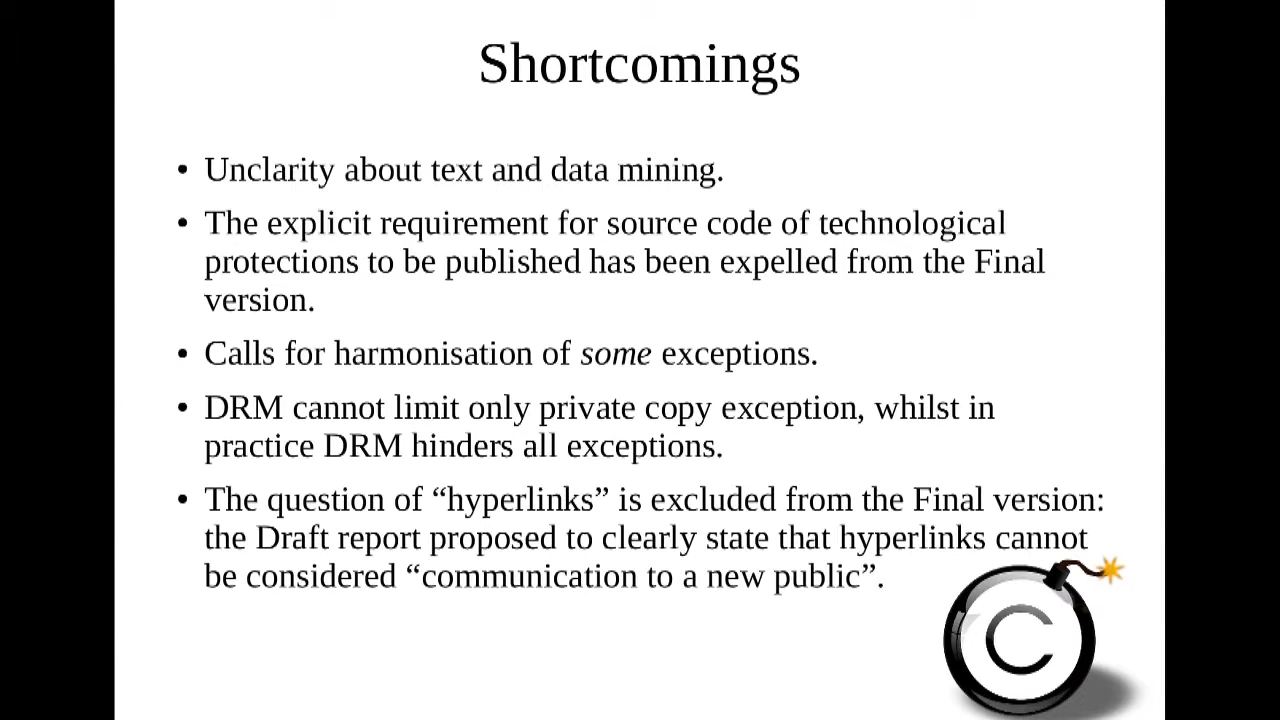 Shortcomings
• Unclarity about text and data mining.
• The explicit requirement for source code of technological
protections to be published has been expelled from the Final
version.
• Calls for harmonisation of some exceptions.
• DRM cannot limit only private copy exception, whilst in
practice DRM hinders all exceptions.
• The question of “hyperlinks” is excluded from the Final version:
the Draft report proposed to clearly state that hyperlinks cannot
be considered “communication to a new public”.
C